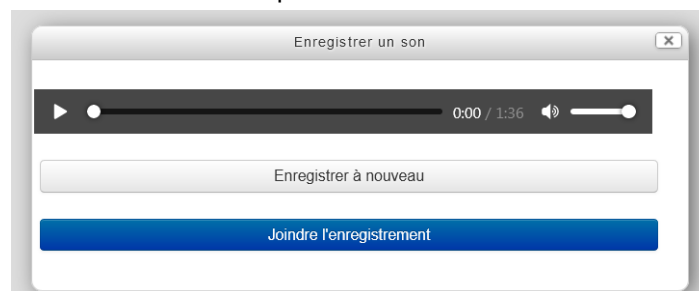 Enregistrer un son
0:00 / 1:36
Enregistrer à nouveau
Joindre l'enregistrement